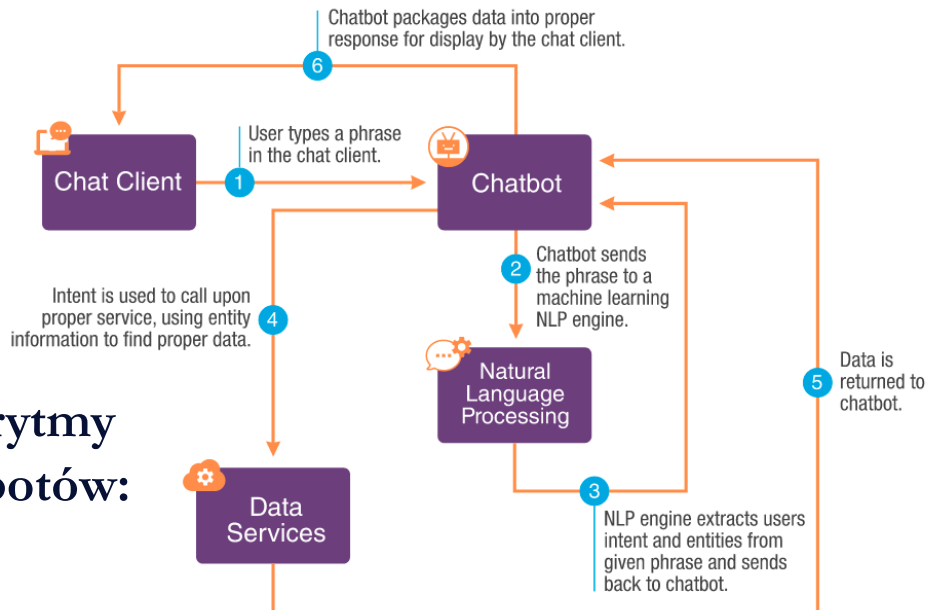 Chatbot packages data into proper
response for display by the chat client.
6
User types a phrase
in the chat client.
Chat Client
1
Chatbot
2
Chatbot sends
the phrase to a
machine learning
NLP engine.
Intent is used to call upon
proper service, using entity
information to find proper data.
4
Natural
Language
Processing
5
Data is
returned to
chatbot.
rytmy
botów:
Data
Services
3
NLP engine extracts users
intent and entities from
given phrase and sends
back to chatbot.